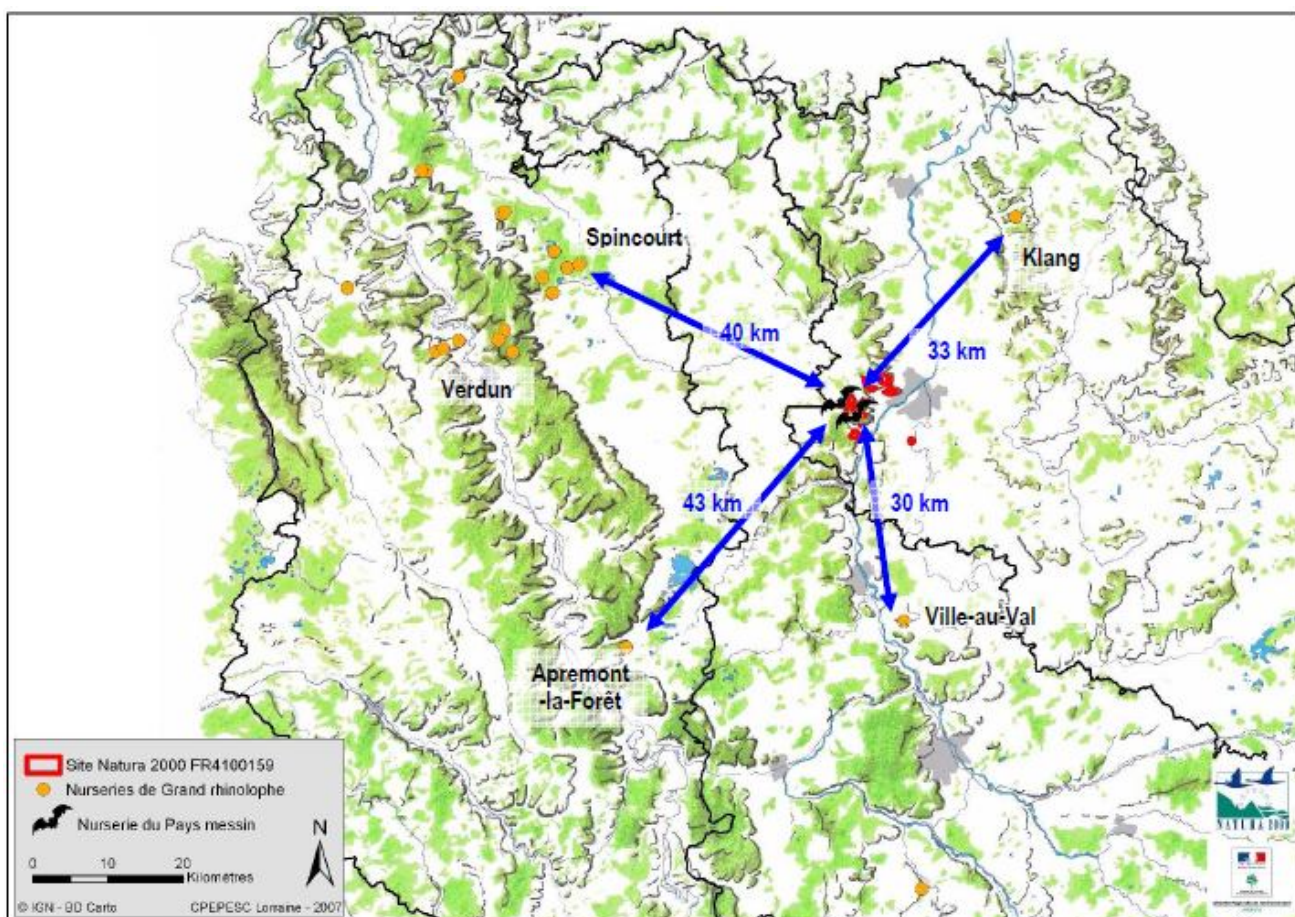 Spincourt
Klang
40 km
33 km
Verdun
43 km
30 km
Ville-au-Val
Apremont
-la-Forêt
Site Natura 2000 FR4100159
Nurseries de Grand rhinolophe
Nurserie du Pays messin
N
0 10 20
Kilomètres
© IGN - BD Carto CPEPESC Lorraine - 2007
NATURA 2000